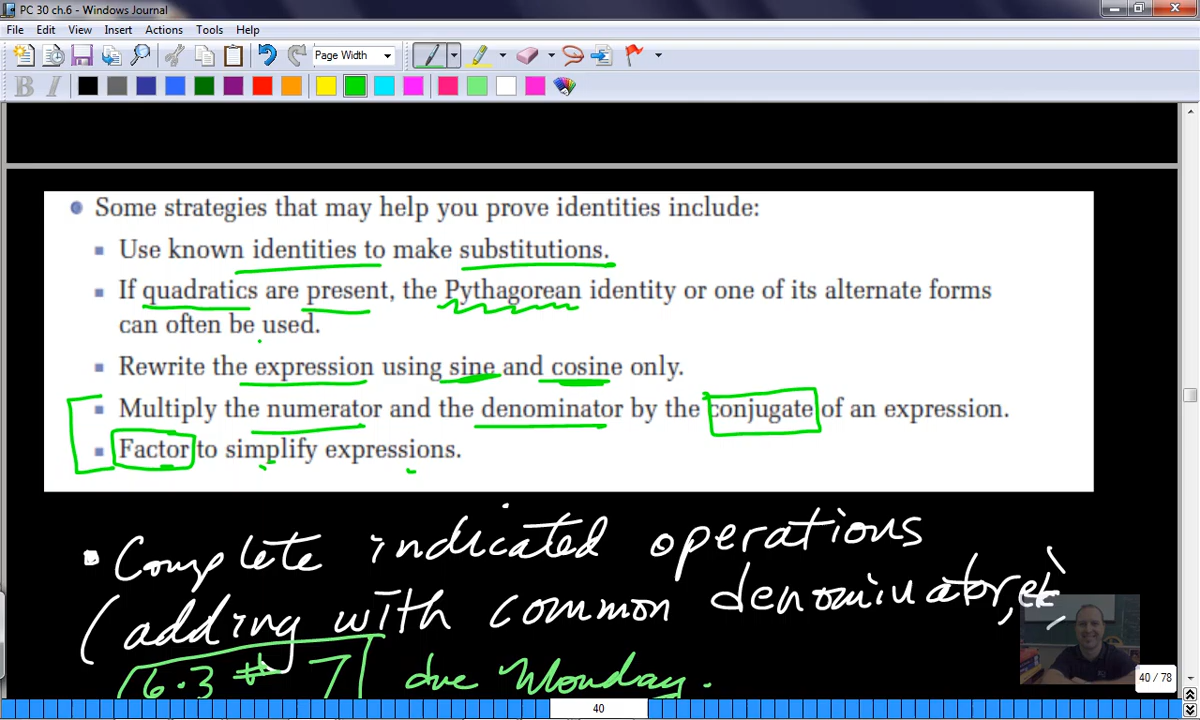 PC 30 ch.6 - Windows Journal
File Edit View Insert Actions Tools Help
Page Width
B I
Some strategies that may help you prove identities include:
Use known identities to make substitutions.
If quadratics are present, the Pythagorean identity or one of its alternate forms
can often be used.
Rewrite the expression using sine and cosine only.
Multiply the numerator and the denominator by the conjugate of an expression.
Factor to simplify expressions.
Complete indicated operations
(adding with common denominator,
6.3 # 7 due Monday.
40 / 78
40